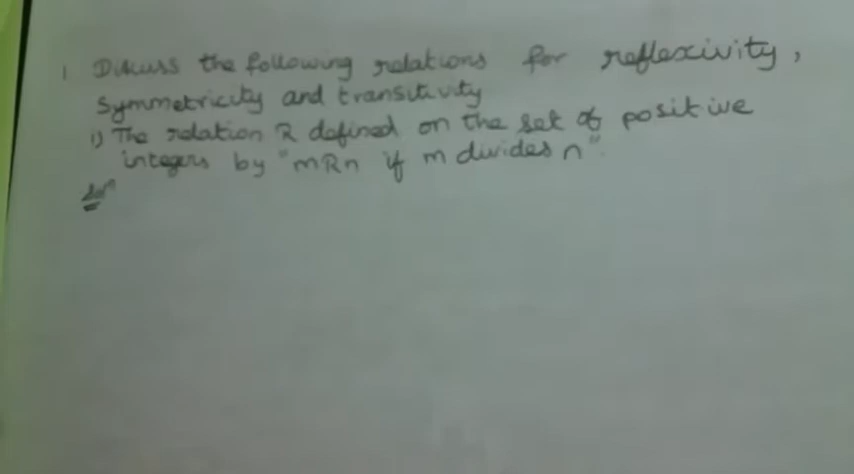 1 Discuss the following relations for reflexivity,
Symmetricity and transitivity
i) The relation R defined on the set of positive
integers by "mRn if m divides n".
Soln